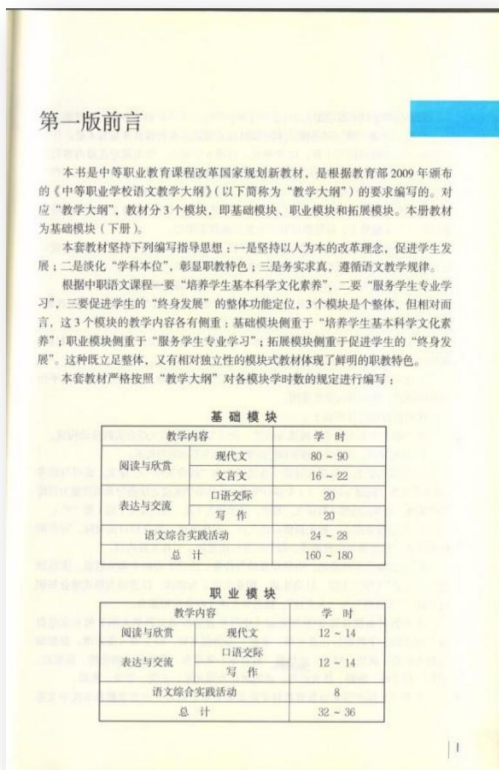 第一版前言
本书是中等职业教育课程改革国家规划新教材，是根据教育部 2009 年颁布
的《中等职业学校语文教学大纲》（以下简称为“教学大纲”）的要求编写的。对
应“教学大纲”，教材分 3 个模块，即基础模块、职业模块和拓展模块。本册教材
为基础模块（下册）。
本套教材坚持下列编写指导思想：一是坚持以人为本的改革理念，促进学生发
展；二是淡化“学科本位”，彰显职教特色；三是务实求真，遵循语文教学规律。
根据中职语文课程一要“培养学生基本科学文化素养”，二要“服务学生专业学
习”，三要促进学生的“终身发展”的整体功能定位，3 个模块是个整体，但相对而
言，这 3 个模块的教学内容各有侧重：基础模块侧重于“培养学生基本科学文化素
养”；职业模块侧重于“服务学生专业学习”；拓展模块侧重于促进学生的“终身发
展”。这种既立足整体，又有相对独立性的模块式教材体现了鲜明的职教特色。
本套教材严格按照“教学大纲”对各模块学时数的规定进行编写：
基础模块
教学内容 学 时
阅读与欣赏 现代文 80 ~ 90
文言文 16 ~ 22
表达与交流 口语交际 20
写 作 20
语文综合实践活动 24 ~ 28
总 计 160 ~ 180
职业模块
教学内容 学 时
阅读与欣赏 现代文 12 ~ 14
表达与交流 口语交际 12 ~ 14
写 作
语文综合实践活动 8
总 计 32 ~ 36
1